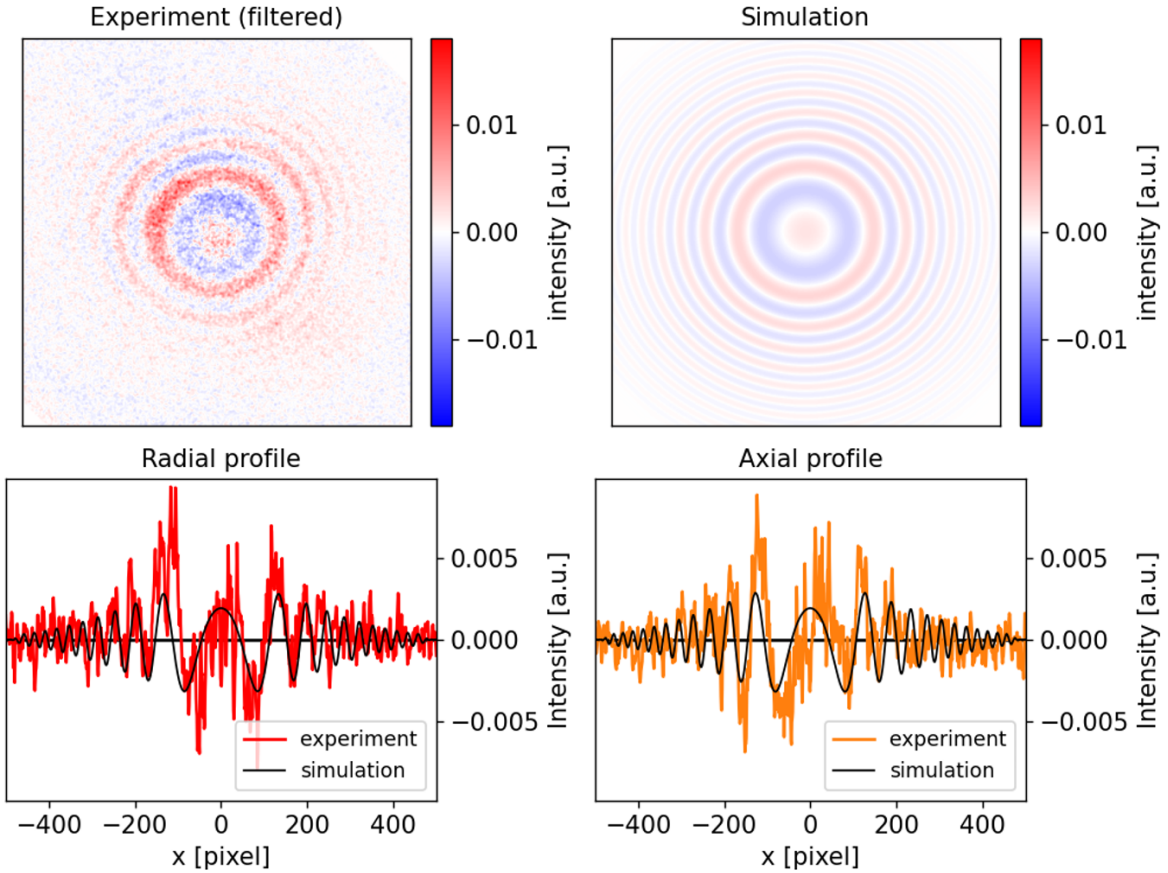 Experiment (filtered)
Simulation
0.01
0.00
−0.01
intensity [a.u.]
0.01
0.00
−0.01
intensity [a.u.]
Radial profile
Axial profile
0.005
0.000
−0.005
Intensity [a.u.]
0.005
0.000
−0.005
Intensity [a.u.]
experiment
simulation
experiment
simulation
−400 −200 0 200 400
−400 −200 0 200 400
x [pixel]
x [pixel]